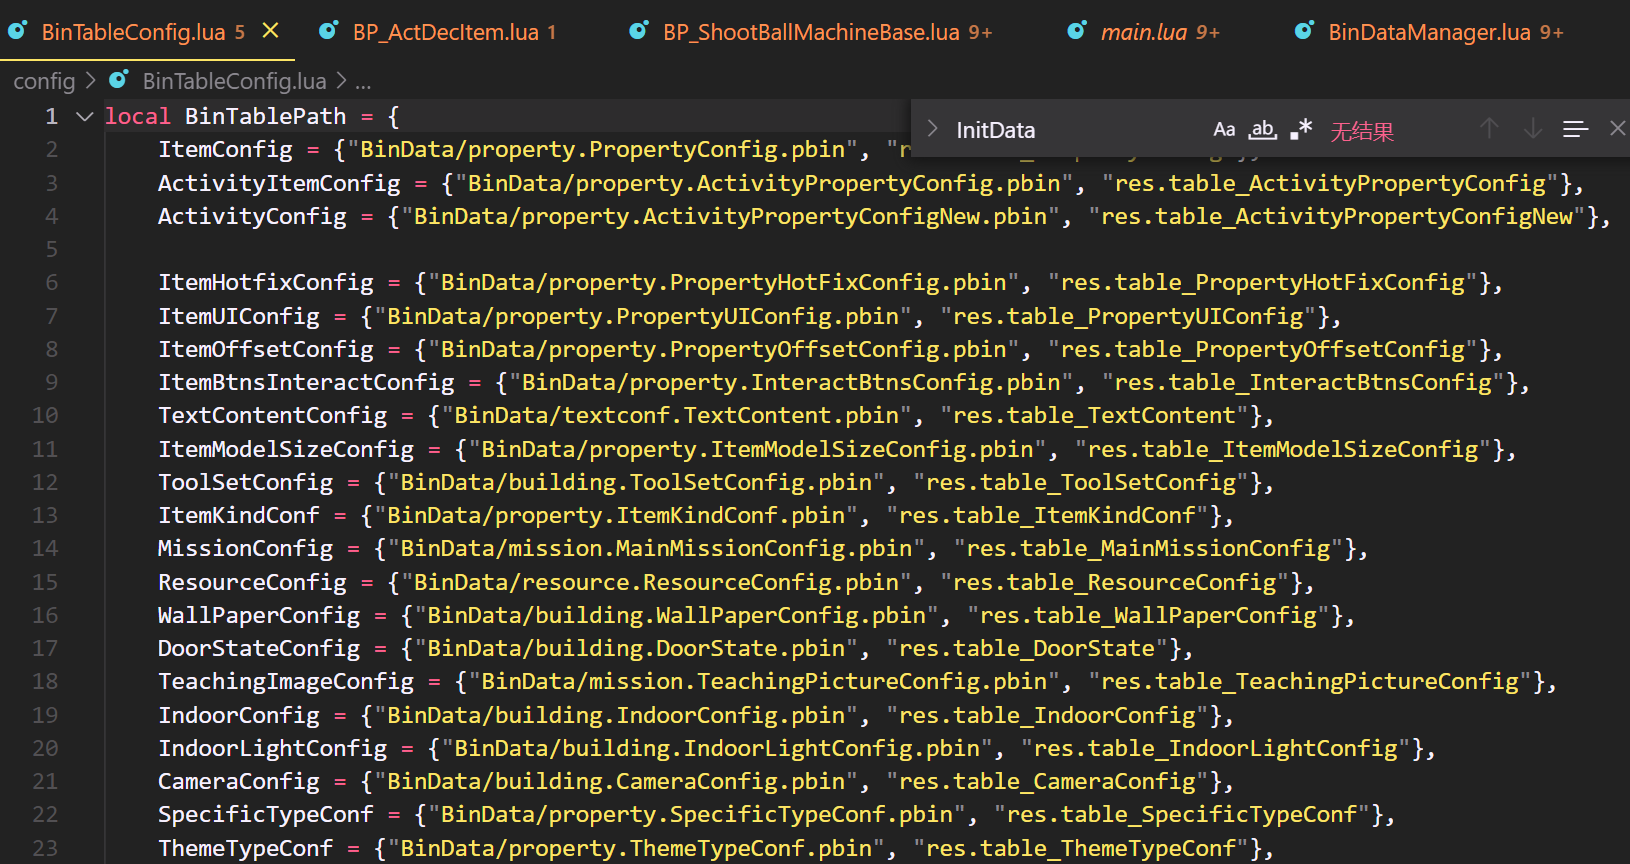 BinTableConfig.lua 5 BP_ActDecItem.lua 1 BP_ShootBallMachineBase.lua 9+ main.lua 9+ BinDataManager.lua 9+
config > BinTableConfig.lua > ...
InitData Aa ab .* 无结果
1 local BinTablePath = {
2 ItemConfig = {"BinData/property.PropertyConfig.pbin",
3 ActivityItemConfig = {"BinData/property.ActivityPropertyConfig.pbin", "res.table_ActivityPropertyConfig"},
4 ActivityConfig = {"BinData/property.ActivityPropertyConfigNew.pbin", "res.table_ActivityPropertyConfigNew"},
5
6 ItemHotfixConfig = {"BinData/property.PropertyHotFixConfig.pbin", "res.table_PropertyHotFixConfig"},
7 ItemUIConfig = {"BinData/property.PropertyUIConfig.pbin", "res.table_PropertyUIConfig"},
8 ItemOffsetConfig = {"BinData/property.PropertyOffsetConfig.pbin", "res.table_PropertyOffsetConfig"},
9 ItemBtnsInteractConfig = {"BinData/property.InteractBtnsConfig.pbin", "res.table_InteractBtnsConfig"},
10 TextContentConfig = {"BinData/textconf.TextContent.pbin", "res.table_TextContent"},
11 ItemModelSizeConfig = {"BinData/property.ItemModelSizeConfig.pbin", "res.table_ItemModelSizeConfig"},
12 ToolSetConfig = {"BinData/building.ToolSetConfig.pbin", "res.table_ToolSetConfig"},
13 ItemKindConf = {"BinData/property.ItemKindConf.pbin", "res.table_ItemKindConf"},
14 MissionConfig = {"BinData/mission.MainMissionConfig.pbin", "res.table_MainMissionConfig"},
15 ResourceConfig = {"BinData/resource.ResourceConfig.pbin", "res.table_ResourceConfig"},
16 WallPaperConfig = {"BinData/building.WallPaperConfig.pbin", "res.table_WallPaperConfig"},
17 DoorStateConfig = {"BinData/building.DoorState.pbin", "res.table_DoorState"},
18 TeachingImageConfig = {"BinData/mission.TeachingPictureConfig.pbin", "res.table_TeachingPictureConfig"},
19 IndoorConfig = {"BinData/building.IndoorConfig.pbin", "res.table_IndoorConfig"},
20 IndoorLightConfig = {"BinData/building.IndoorLightConfig.pbin", "res.table_IndoorLightConfig"},
21 CameraConfig = {"BinData/building.CameraConfig.pbin", "res.table_CameraConfig"},
22 SpecificTypeConf = {"BinData/property.SpecificTypeConf.pbin", "res.table_SpecificTypeConf"},
23 ThemeTypeConf = {"BinData/property.ThemeTypeConf.pbin", "res.table_ThemeTypeConf"},